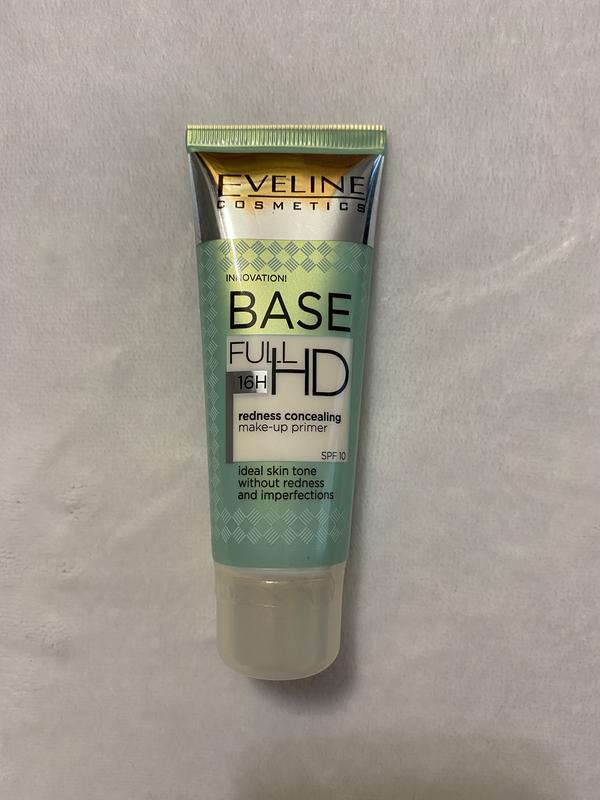 EVELINE
COSMETICS
INNOVATION!
BASE
FULL
16H HD
redness concealing
make-up primer
SPF 10
ideal skin tone
without redness
and imperfections